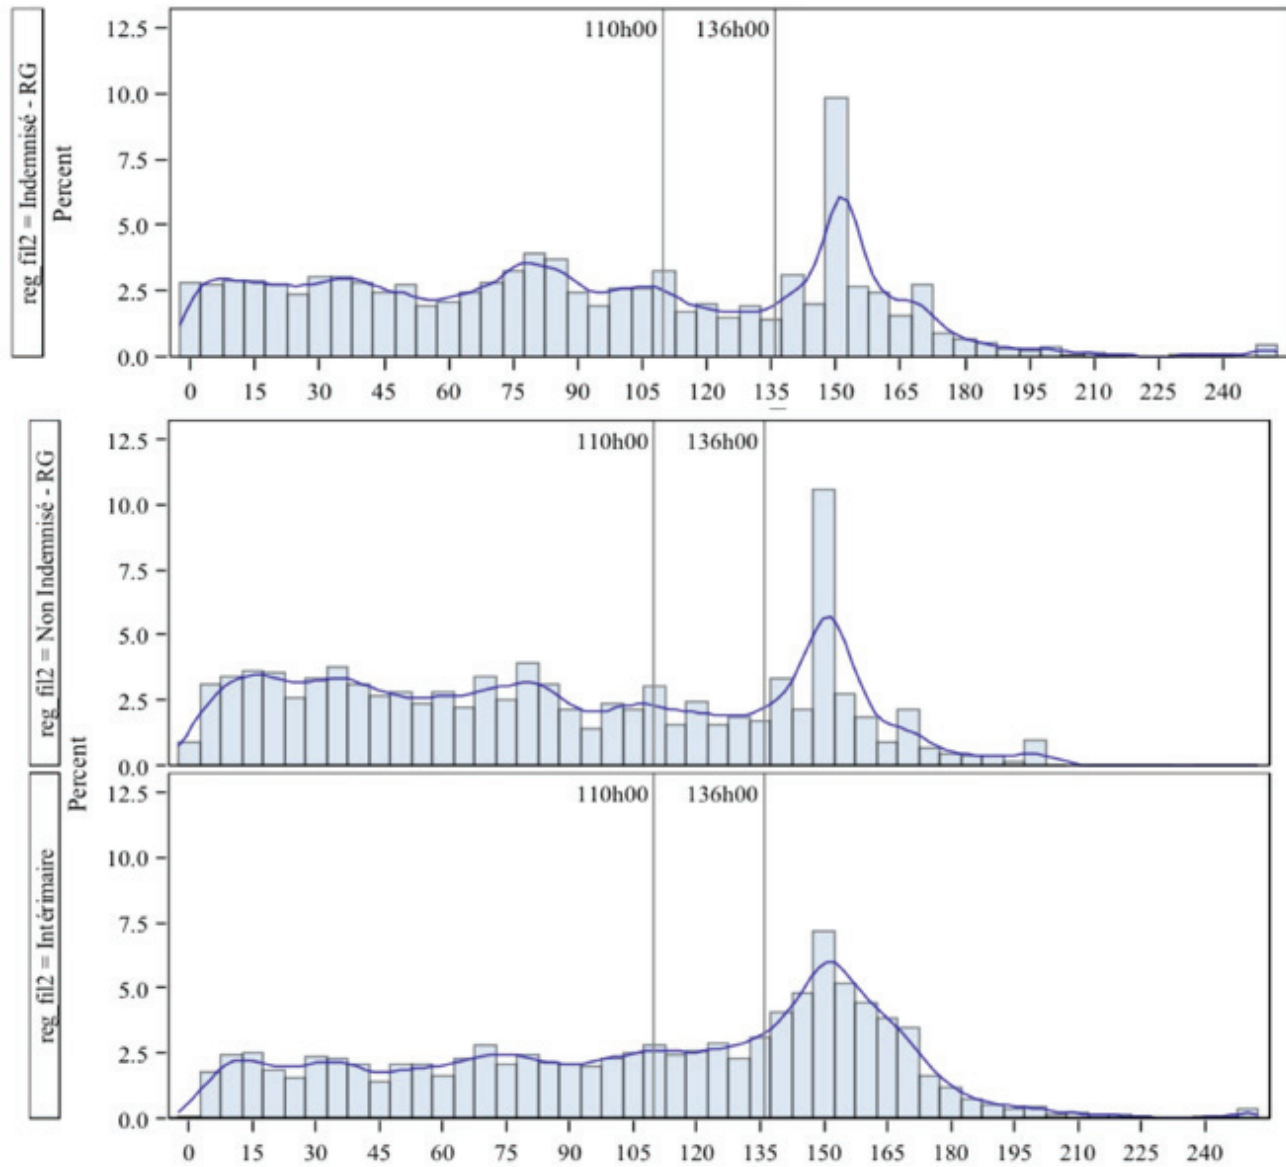 reg_fil2 = Indemnisé - RG
Percent
12.5
10.0
7.5
5.0
2.5
0.0
110h00 136h00
0 15 30 45 60 75 90 105 120 135 150 165 180 195 210 225 240
reg_fil2 = Non Indemnisé - RG
12.5
10.0
7.5
5.0
2.5
0.0
110h00 136h00
Percent
reg_fil2 = Intérimaire
12.5
10.0
7.5
5.0
2.5
0.0
110h00 136h00
0 15 30 45 60 75 90 105 120 135 150 165 180 195 210 225 240